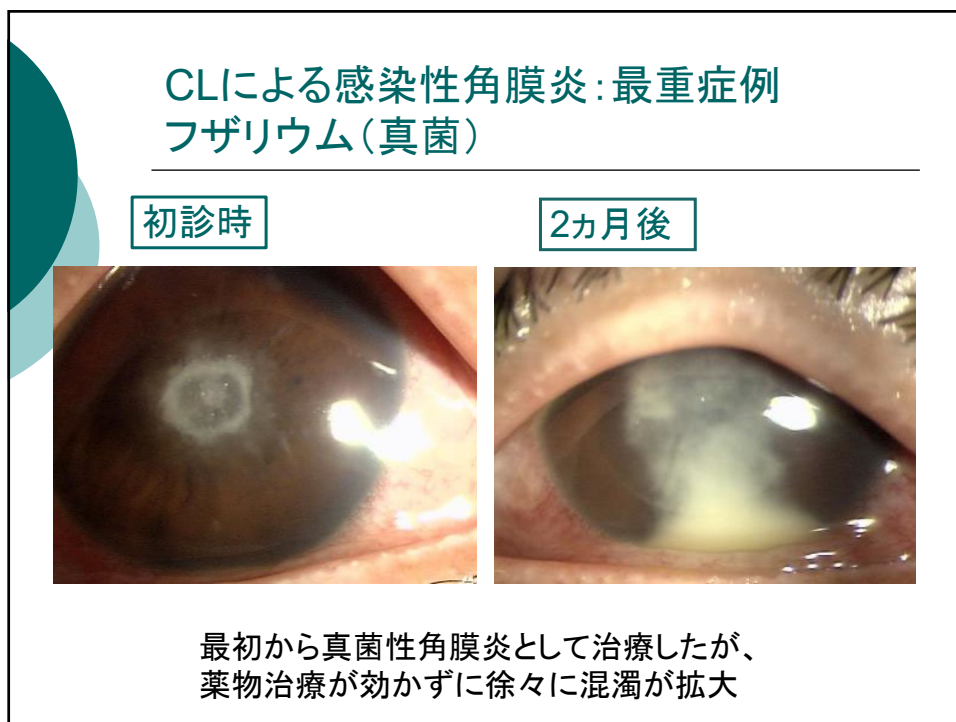 CLによる感染性角膜炎：最重症例
フザリウム（真菌）
初診時
2ヵ月後
最初から真菌性角膜炎として治療したが、
薬物治療が効かずに徐々に混濁が拡大